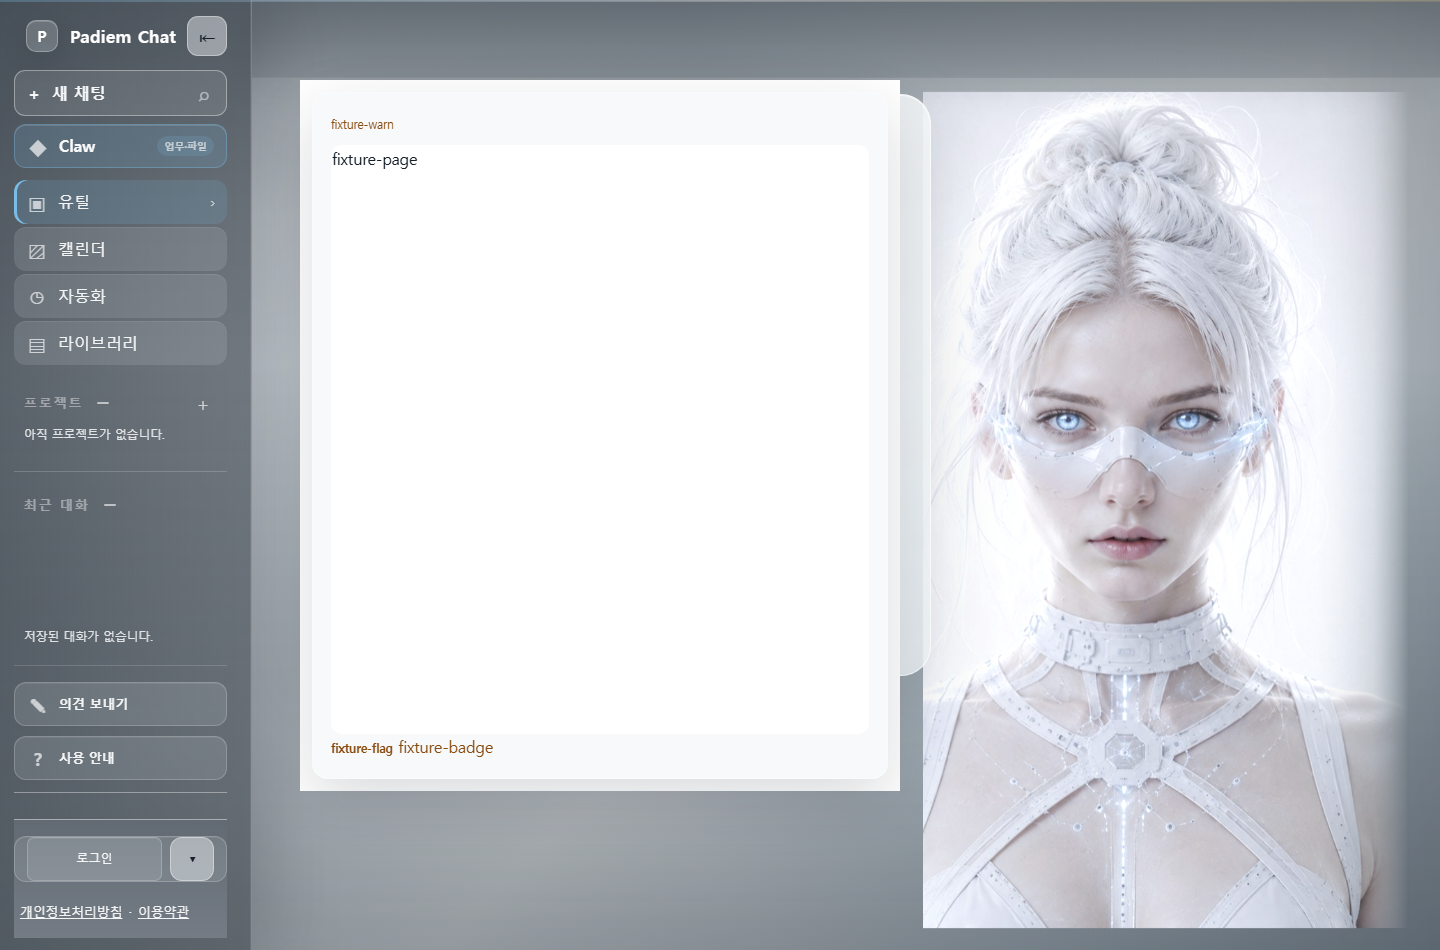 P Padiem Chat
+ 새 채팅
Claw 업무·파일
유틸
캘린더
자동화
라이브러리
프로젝트
아직 프로젝트가 없습니다.
최근 대화
저장된 대화가 없습니다.
의견 보내기
? 사용 안내
로그인
개인정보처리방침 · 이용약관
fixture-warn
fixture-page
fixture-flag fixture-badge